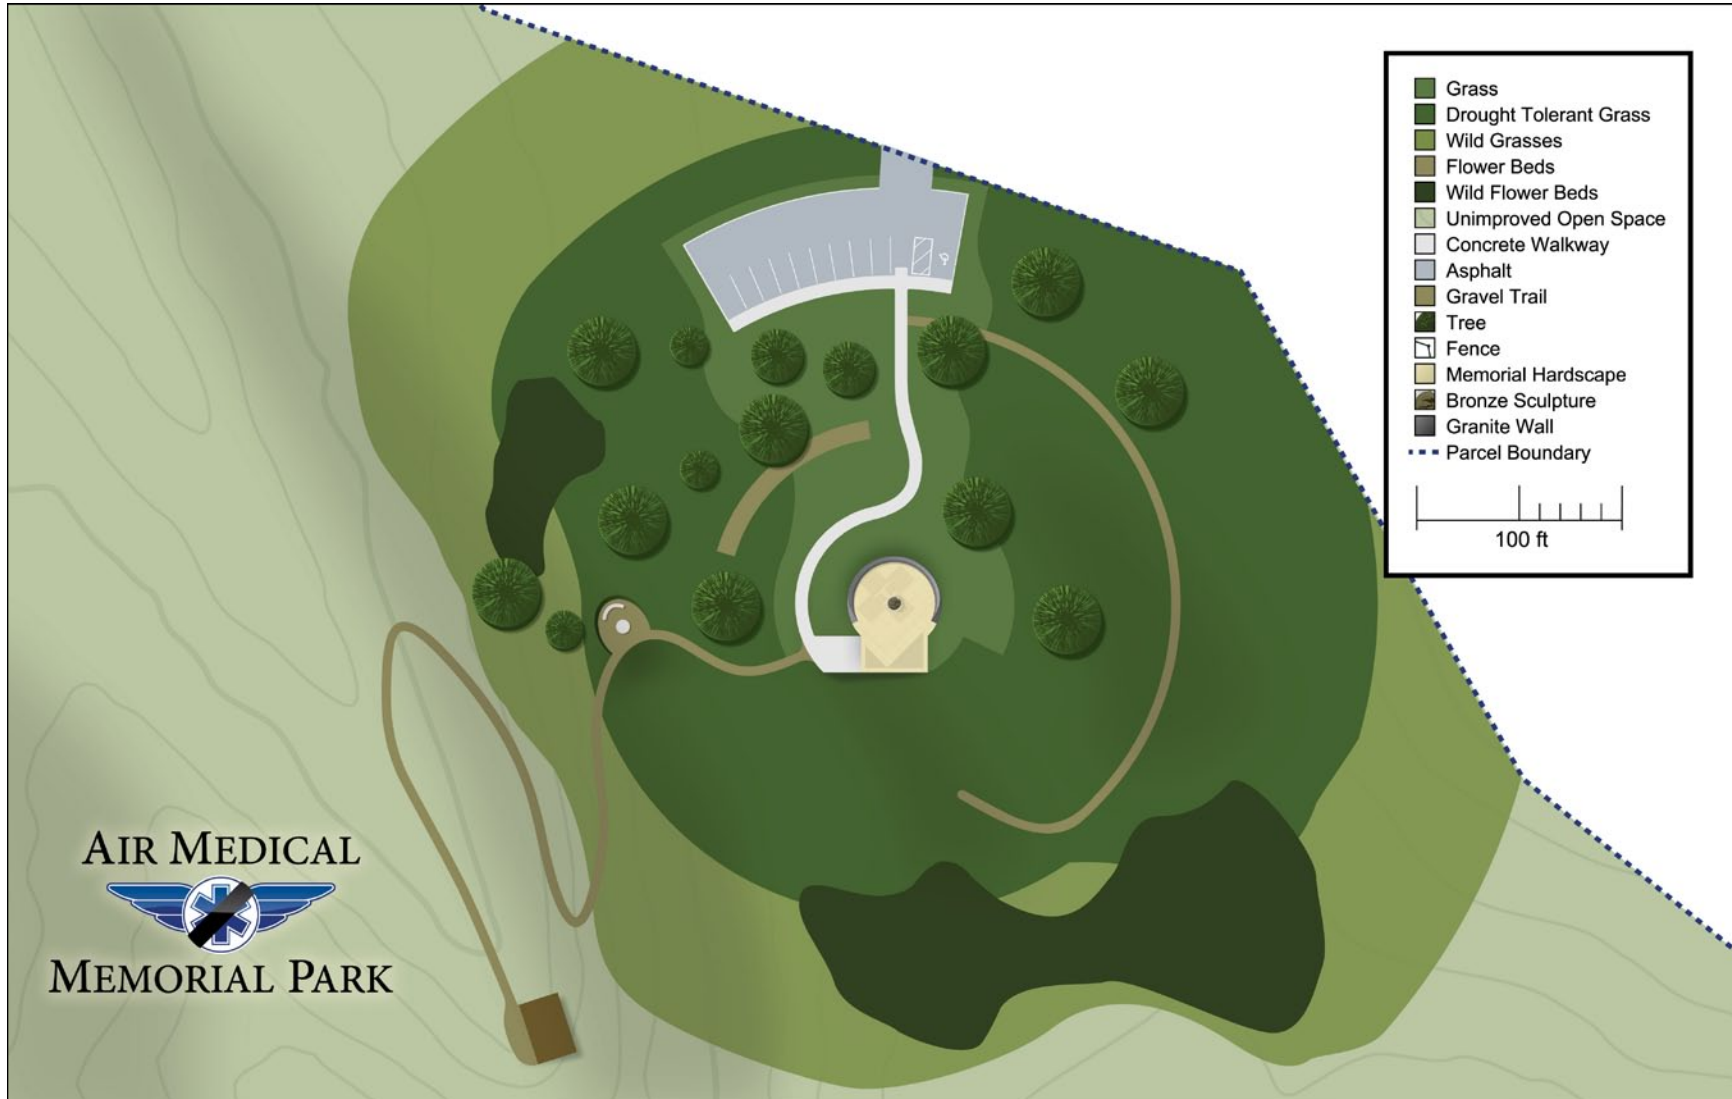 Grass
Drought Tolerant Grass
Wild Grasses
Flower Beds
Wild Flower Beds
Unimproved Open Space
Concrete Walkway
Asphalt
Gravel Trail
Tree
Fence
Memorial Hardscape
Bronze Sculpture
Granite Wall
Parcel Boundary
100 ft
AIR MEDICAL
MEMORIAL PARK